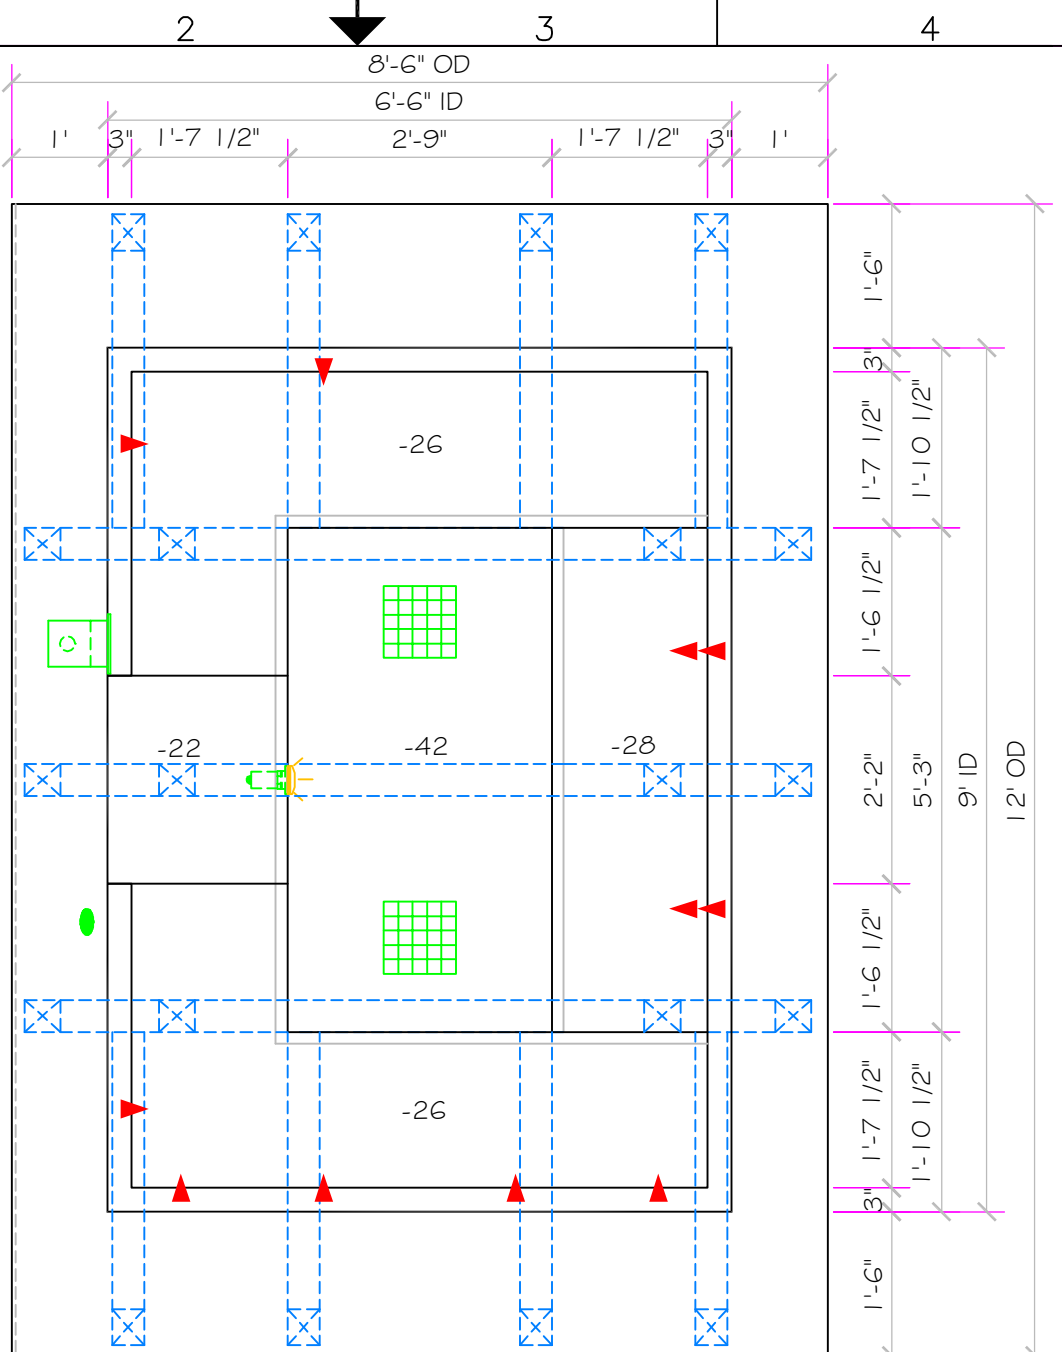 2 3 4
8'-6" OD
6'-6" ID
1' 3" 1'-7 1/2" 2'-9" 1'-7 1/2" 3" 1'
1'-6"
3"
1'-7 1/2" 1'-10 1/2"
-26
1'-6 1/2"
-22 -42 -28
2'-2" 5'-3" 9' ID 12' OD
1'-6 1/2"
-26
1'-7 1/2" 1'-10 1/2"
3"
1'-6"